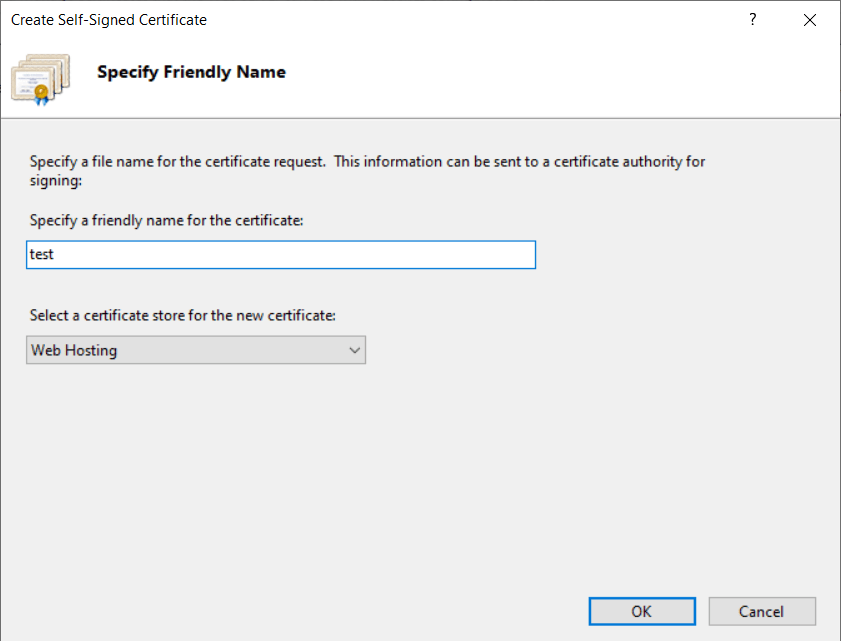 Create Self-Signed Certificate ?
Specify Friendly Name
Specify a file name for the certificate request.  This information can be sent to a certificate authority for
signing:
Specify a friendly name for the certificate:
test
Select a certificate store for the new certificate:
Web Hosting
OK Cancel